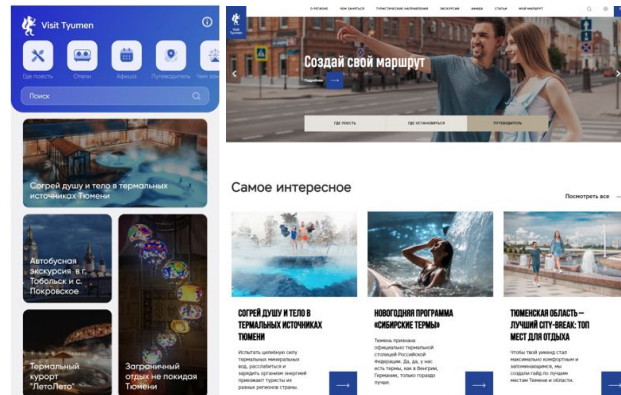 Visit Tyumen
Где поесть
Отели
Афиша
Путеводитель
Поиск
Согрей душу и тело в термальных
источниках Тюмени
Автобусная
экскурсия в г.
Тобольск и с.
Покровское
Термальный
курорт
"ЛетоЛето"
Заграничный
отдых не покидая
Тюмени
Visit
Tyumen
О РЕГИОНЕ
ЧЕМ ЗАНЯТЬСЯ
ТУРИСТИЧЕСКИЕ НАПРАВЛЕНИЯ
ЭКСКУРСИИ
АФИША
СТАТЬИ
МОЙ МАРШРУТ
Создай свой маршрут
Подробнее
ГДЕ ПОЕСТЬ
ГДЕ ОСТАНОВИТЬСЯ
ПУТЕВОДИТЕЛЬ
Самое интересное
Посмотреть все
СОГРЕЙ ДУШУ И ТЕЛО В
ТЕРМАЛЬНЫХ ИСТОЧНИКАХ
ТЮМЕНИ
Испытать целебную силу
термальных минеральных
вод, расслабиться и
зарядить организм энергией
приезжают туристы из
разных регионов страны.
НОВОГОДНЯЯ ПРОГРАММА
«СИБИРСКИЕ ТЕРМЫ»
Тюмень признана
официально термальной
столицей Российской
Федерации. Да, да, у нас
есть термы, как в Венгрии,
Германии, только гораздо
лучше.
ТЮМЕНСКАЯ ОБЛАСТЬ –
ЛУЧШИЙ CITY-BREAK: ТОП
МЕСТ ДЛЯ ОТДЫХА
Чтобы твой уикенд стал
максимально комфортным и
запоминающимся, мы
создали гайд по лучшим
местам Тюмени и области.